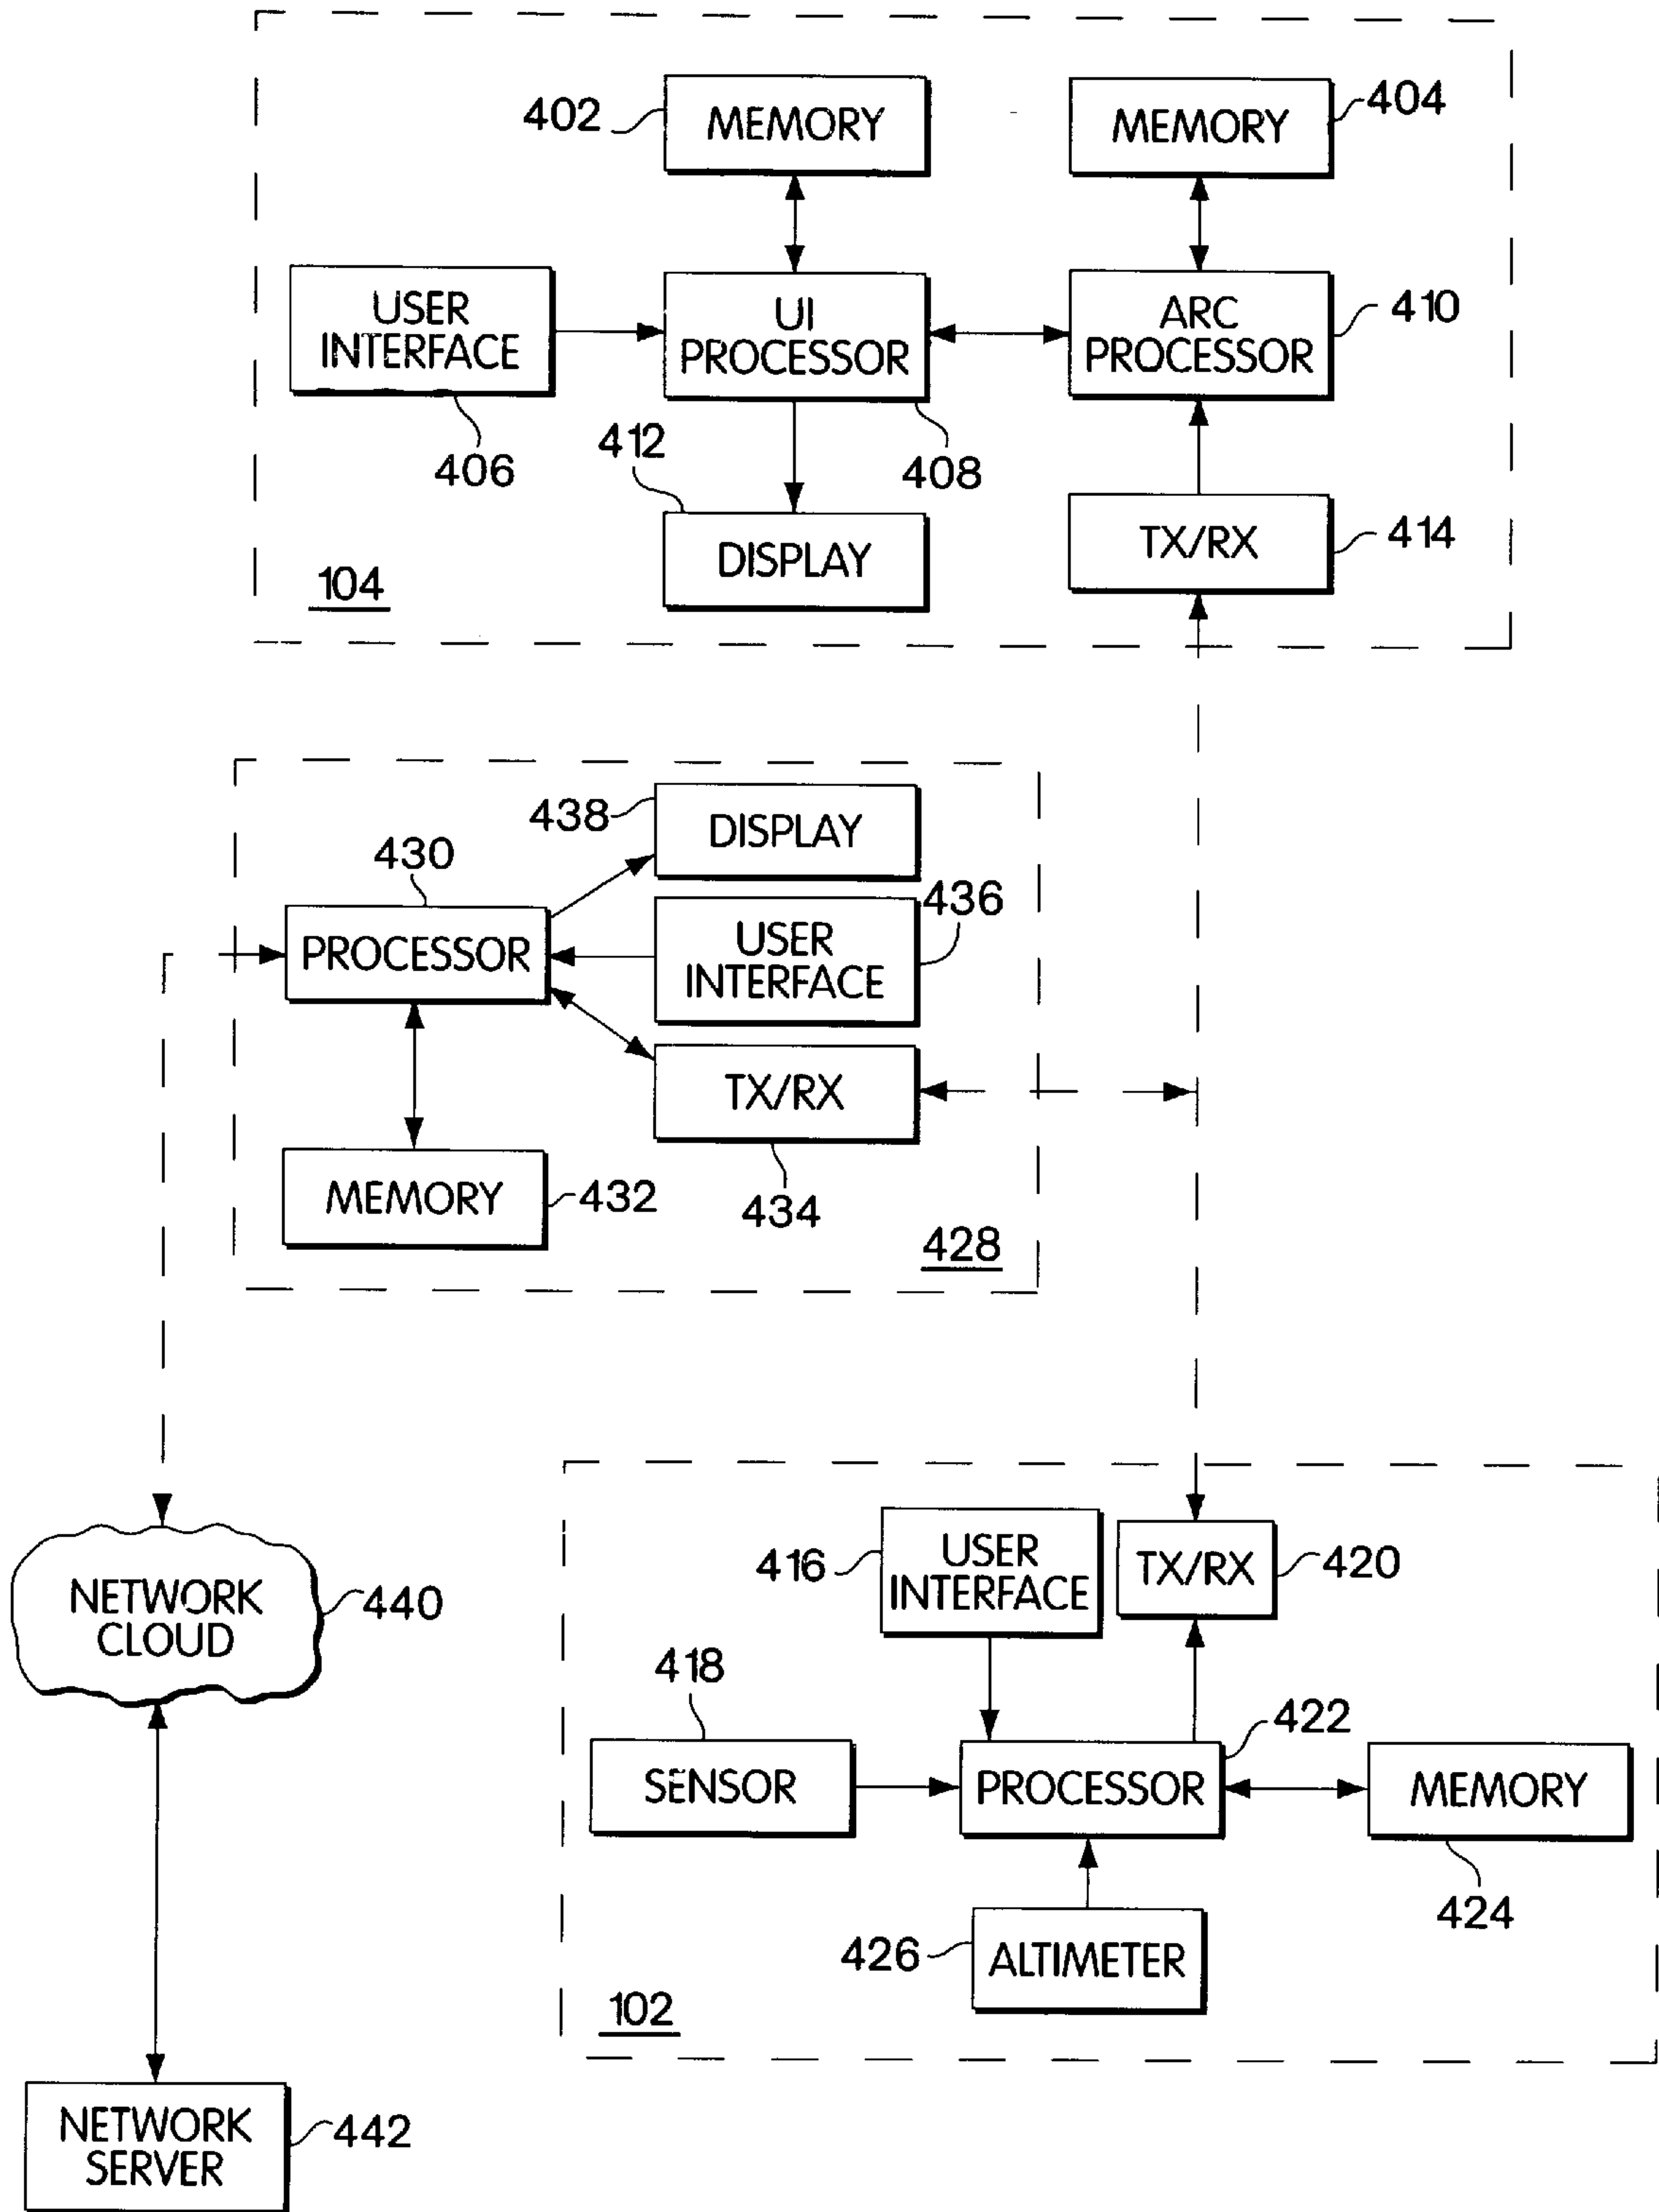 402
MEMORY
MEMORY
404
USER
INTERFACE
406
UI
PROCESSOR
408
ARC
PROCESSOR
410
412
DISPLAY
TX/RX
414
104
438
DISPLAY
430
PROCESSOR
436
USER
INTERFACE
TX/RX
434
MEMORY
432
428
NETWORK
CLOUD
440
416
USER
INTERFACE
TX/RX
420
418
SENSOR
422
PROCESSOR
MEMORY
424
426
ALTIMETER
102
NETWORK
SERVER
442